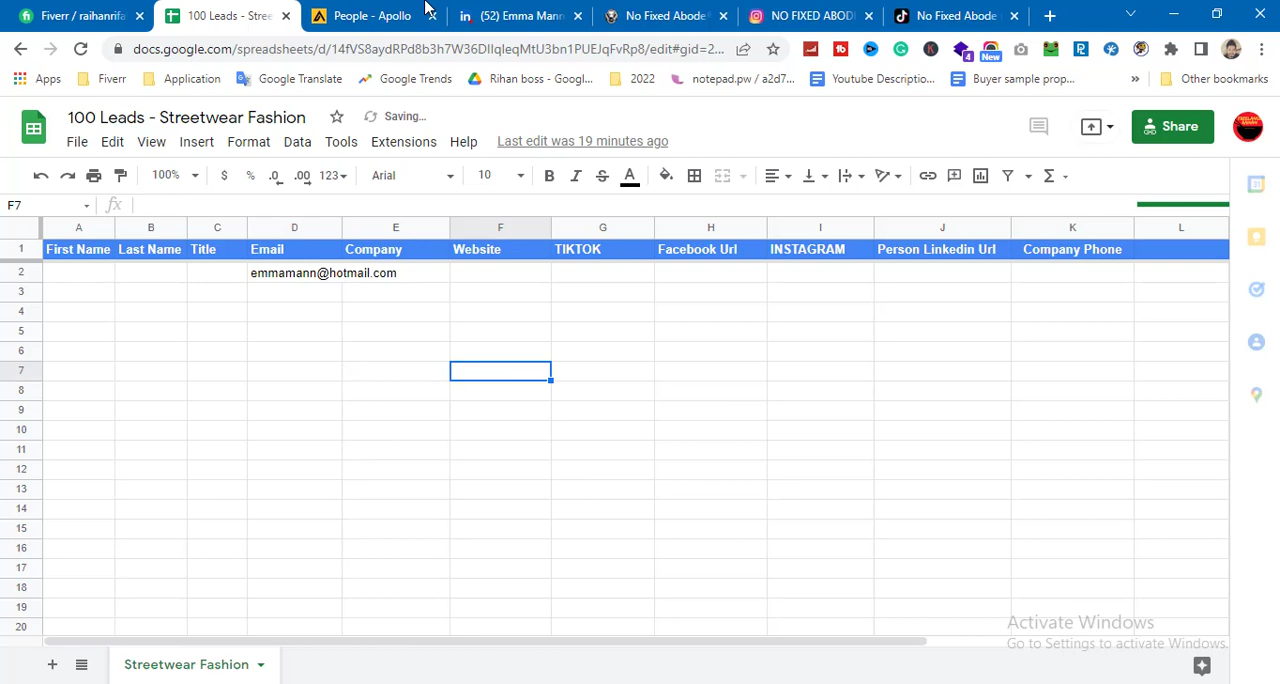 Fiverr / raihanrifa
100 Leads - Stree
People - Apollo
(52) Emma Mann
No Fixed Abode
NO FIXED ABOD
No Fixed Abode
docs.google.com/spreadsheets/d/14fVS8aydRPd8b3h7W36DIIqleqMtU3bn1PUEJqFvRp8/edit#gid=2...
New
4
Apps
Fiverr
Application
Google Translate
Google Trends
Rihan boss - Googl...
2022
notepad.pw / a2d7...
Youtube Descriptio...
Buyer sample prop...
»
Other bookmarks
100 Leads - Streetwear Fashion
Saving...
File Edit View Insert Format Data Tools Extensions Help
Last edit was 19 minutes ago
Share
100% $ % .0 .00 123 Arial 10 B I S A
F7
fx
A B C D E F G H I J K L
1 First Name Last Name Title Email Company Website TIKTOK Facebook Url INSTAGRAM Person Linkedin Url Company Phone
2 emmamann@hotmail.com
3
4
5
6
7
8
9
10
11
12
13
14
15
16
17
18
19
20
Activate Windows
Go to Settings to activate Windows.
Streetwear Fashion